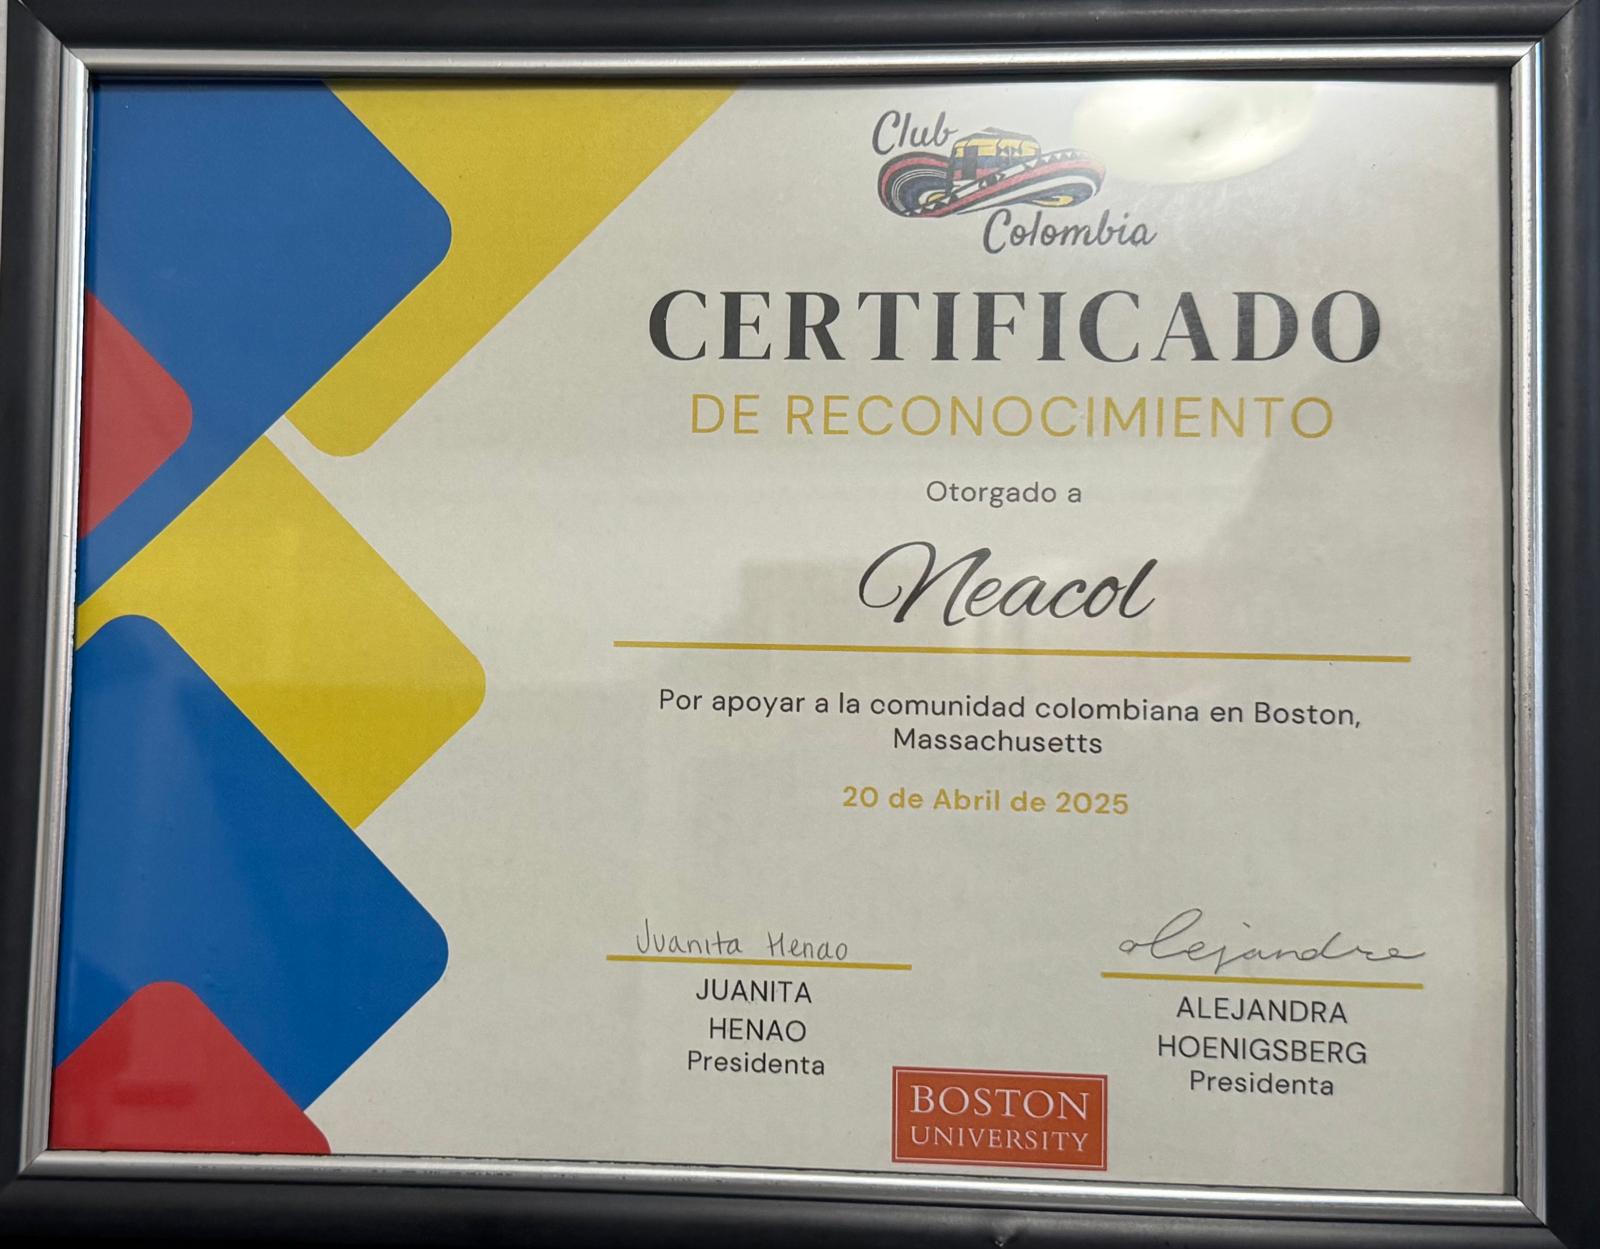 Club
Colombia
CERTIFICADO
DE RECONOCIMIENTO
Otorgado a
Neacol
Por apoyar a la comunidad colombiana en Boston,
Massachusetts
20 de Abril de 2025
Juanita Henao
JUANITA
HENAO
Presidenta
alejandra
ALEJANDRA
HOENIGSBERG
Presidenta
BOSTON
UNIVERSITY